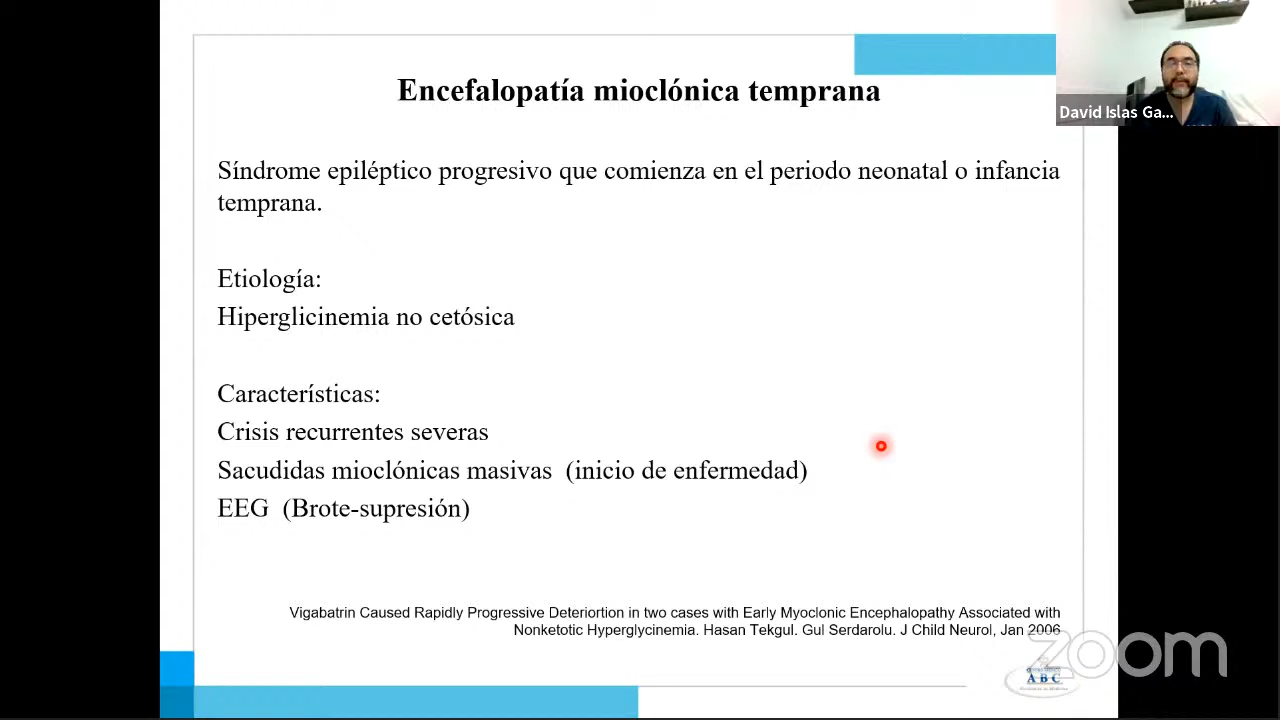 Encefalopatía mioclónica temprana
David Islas Ga...
Síndrome epiléptico progresivo que comienza en el periodo neonatal o infancia
temprana.
Etiología:
Hiperglicinemia no cetósica
Características:
Crisis recurrentes severas
Sacudidas mioclónicas masivas (inicio de enfermedad)
EEG (Brote-supresión)
Vigabatrin Caused Rapidly Progressive Deteriortion in two cases with Early Myoclonic Encephalopathy Associated with
Nonketotic Hyperglycinemia. Hasan Tekgul. Gul Serdarolu. J Child Neurol, Jan 2006
zoom
ABC